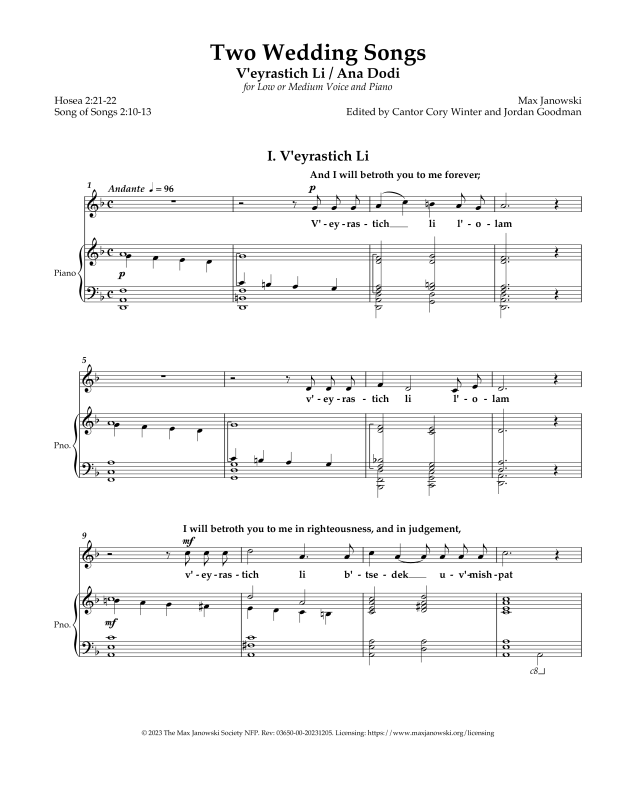 Two Wedding Songs
V'eyrastich Li / Ana Dodi
for Low or Medium Voice and Piano
Hosea 2:21-22
Song of Songs 2:10-13
Max Janowski
Edited by Cantor Cory Winter and Jordan Goodman
I. V'eyrastich Li
And I will betroth you to me forever;
1
Andante ♩ = 96
p
V' - ey - ras - tich li l' - o - lam
Piano
p
5
v' - ey - ras - tich li l' - o - lam
Pno.
I will betroth you to me in righteousness, and in judgement,
9
mf
v' - ey - ras - tich li b' - tse - dek u - v'-mish - pat
Pno.
mf
c8
© 2023 The Max Janowski Society NFP. Rev: 03650-00-20231205. Licensing: https://www.maxjanowski.org/licensing